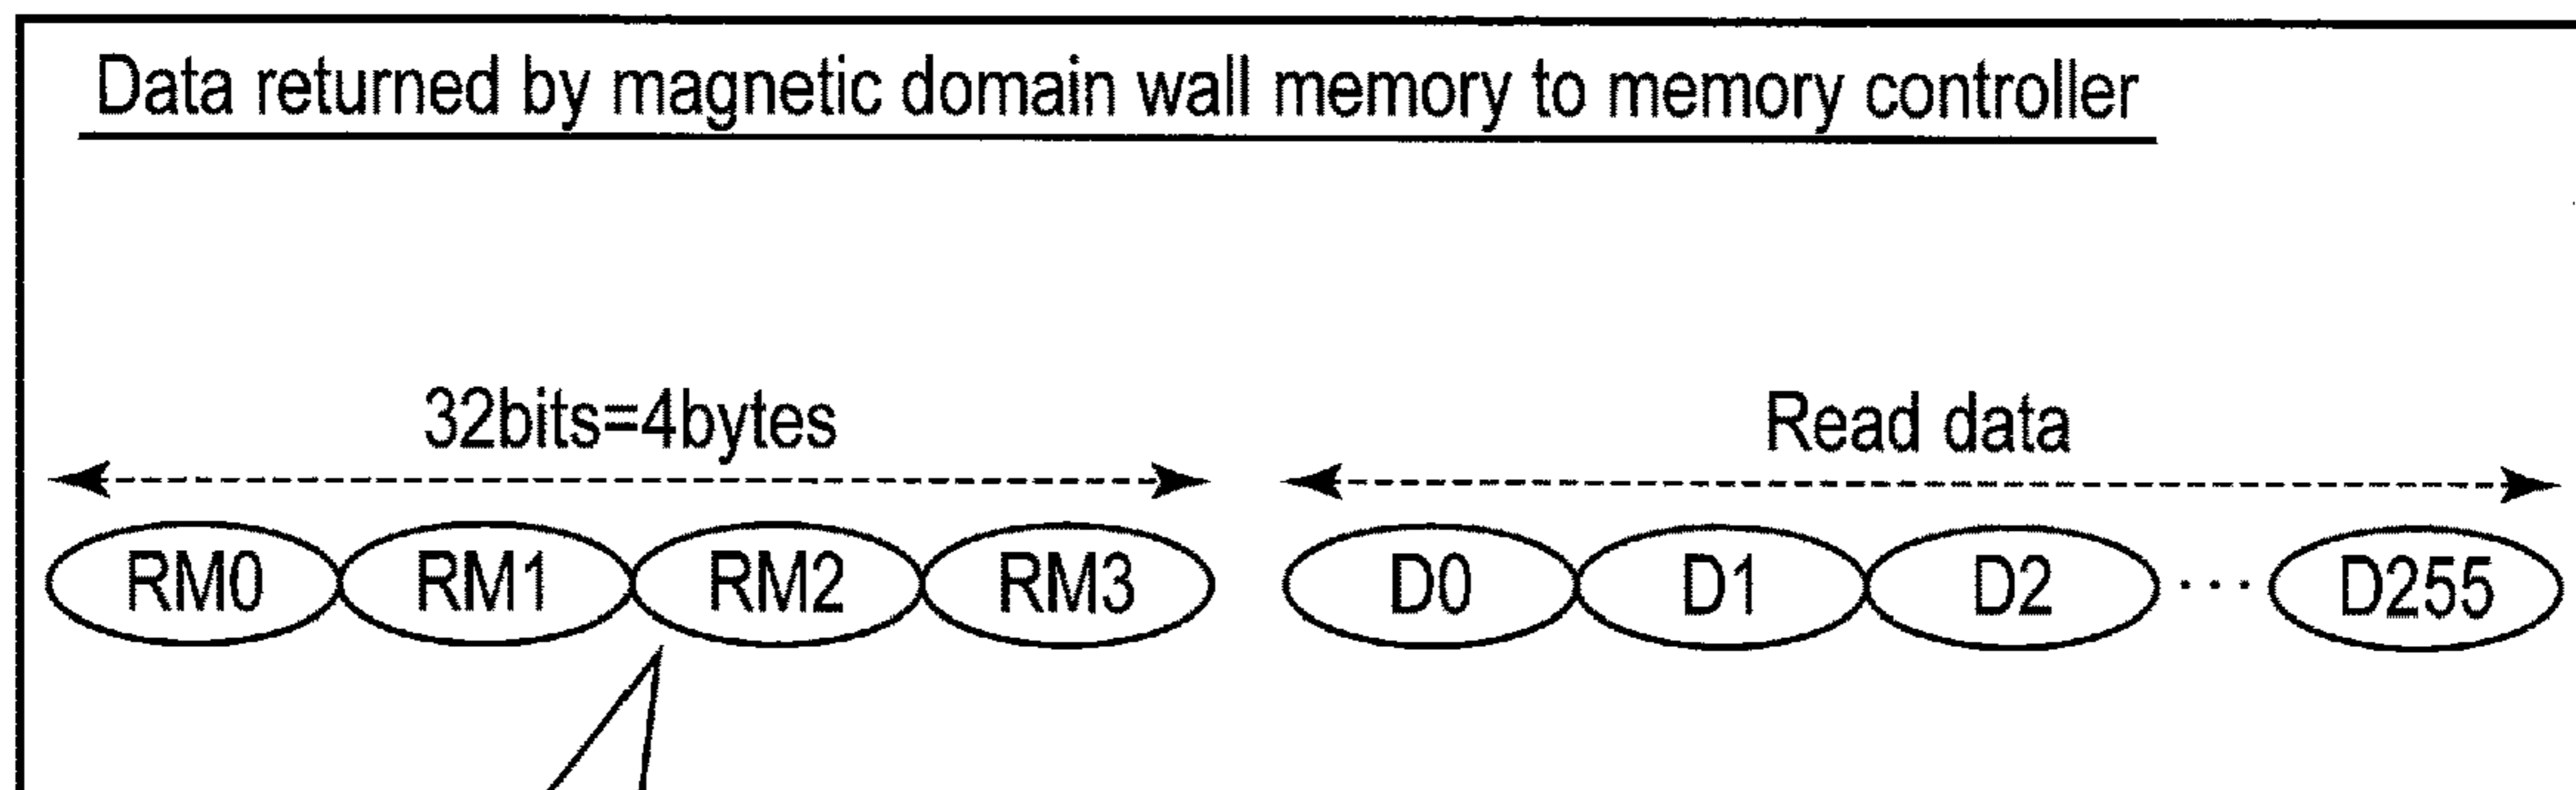 Data returned by magnetic domain wall memory to memory controller
32bits=4bytes Read data
RM0 RM1 RM2 RM3 D0 D1 D2 ··· D255